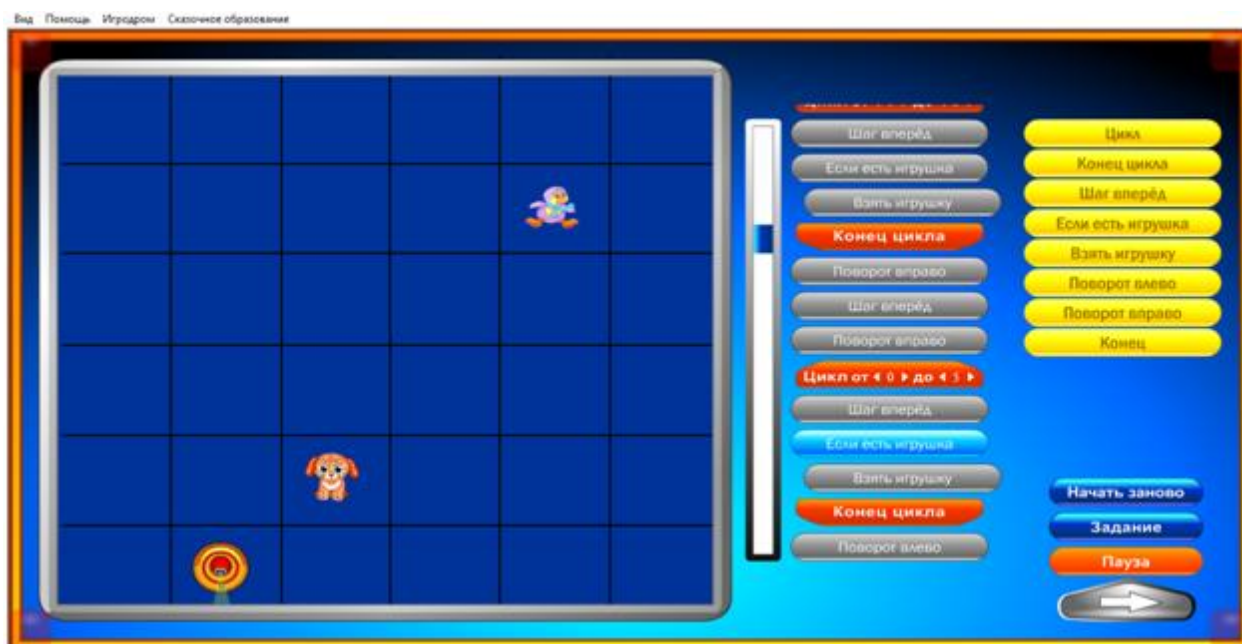 Вид Помощь Игродром Сказочное образование
Шаг вперёд
Если есть игрушка
Взять игрушку
Конец цикла
Поворот вправо
Шаг вперёд
Поворот вправо
Цикл от 0 до 5
Шаг вперёд
Если есть игрушка
Взять игрушку
Конец цикла
Поворот влево
Цикл
Конец цикла
Шаг вперёд
Если есть игрушка
Взять игрушку
Поворот влево
Поворот вправо
Конец
Начать заново
Задание
Пауза